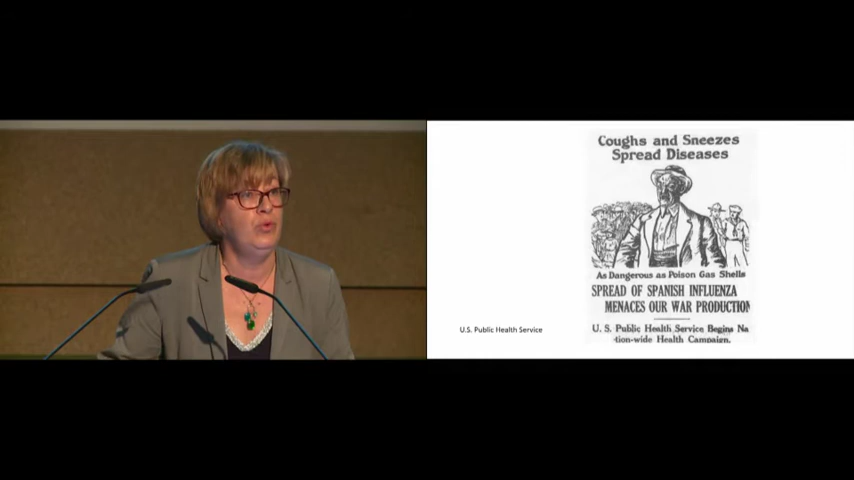 Coughs and Sneezes
Spread Diseases
As Dangerous as Poison Gas Shells
SPREAD OF SPANISH INFLUENZA
MENACES OUR WAR PRODUCTION
U. S. Public Health Service Begins Na
tion-wide Health Campaign.
U.S. Public Health Service